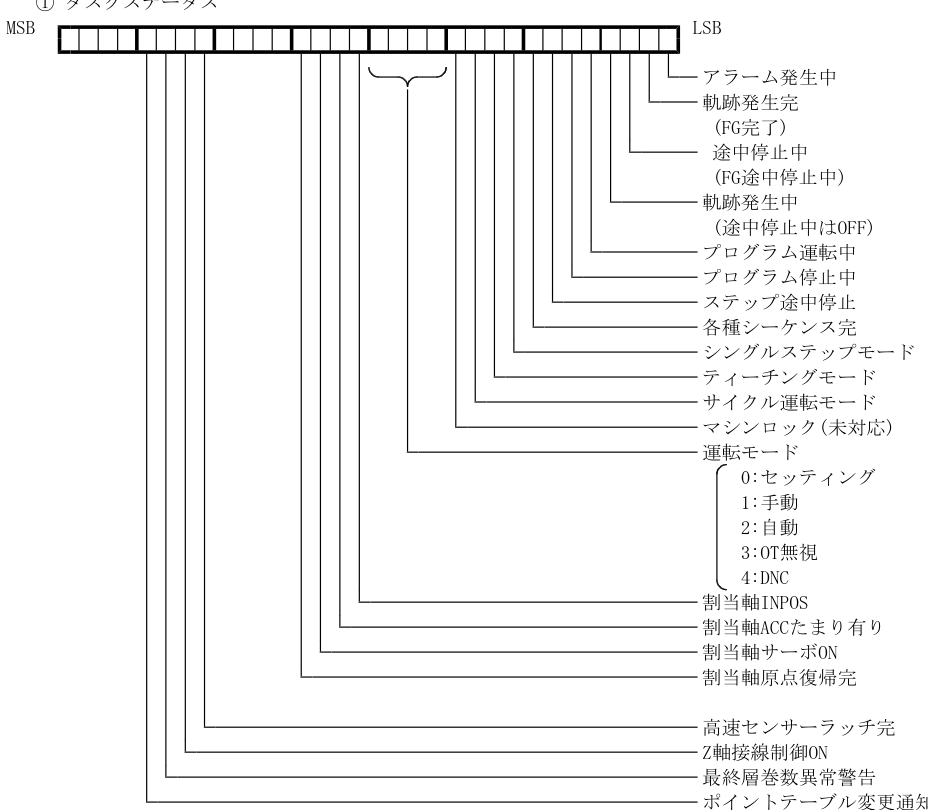 ① タスクステータス
MSB
LSB
アラーム発生中
軌跡発生完
(FG完了)
途中停止中
(FG途中停止中)
軌跡発生中
(途中停止中はOFF)
プログラム運転中
プログラム停止中
ステップ途中停止
各種シーケンス完
シングルステップモード
ティーチングモード
サイクル運転モード
マシンロック(未対応)
運転モード
0:セッティング
1:手動
2:自動
3:OT無視
4:DNC
割当軸INPOS
割当軸ACCたまり有り
割当軸サーボON
割当軸原点復帰完
高速センサーラッチ完
Z軸接線制御ON
最終層巻数異常警告
ポイントテーブル変更通知